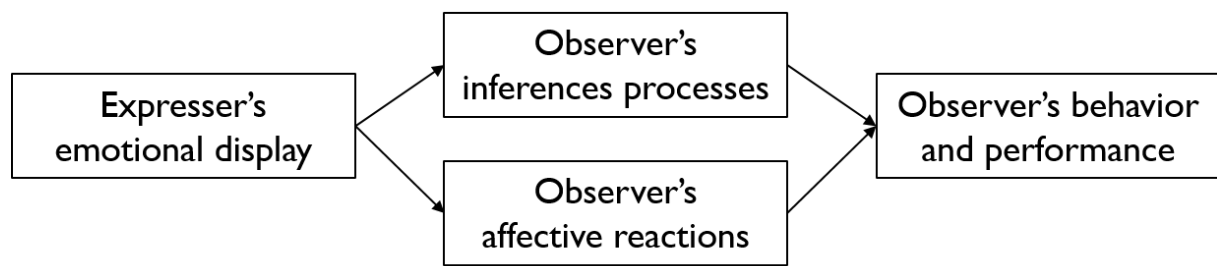 Expresser’s
emotional display
Observer’s
inferences processes
Observer’s
affective reactions
Observer’s behavior
and performance